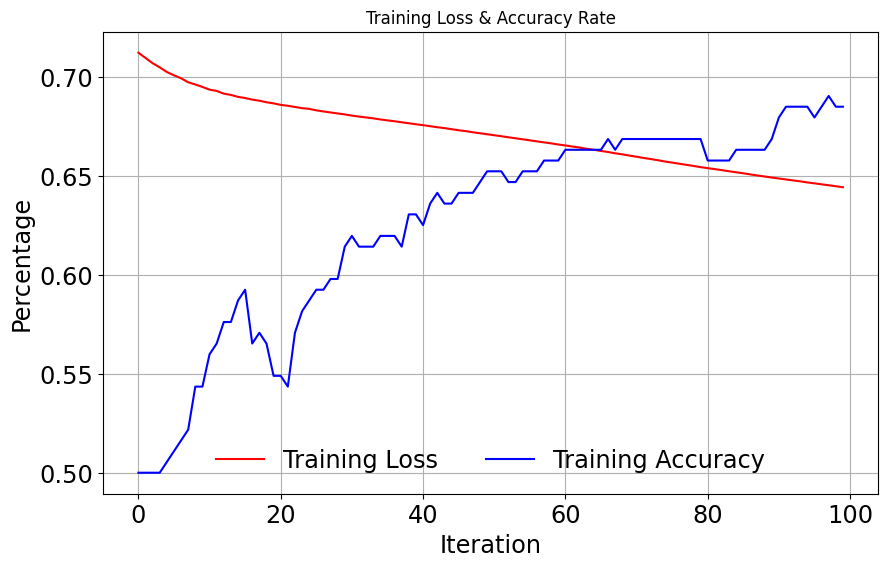 Training Loss & Accuracy Rate
Percentage
0.70
0.65
0.60
0.55
0.50
Training Loss
Training Accuracy
0 20 40 60 80 100
Iteration